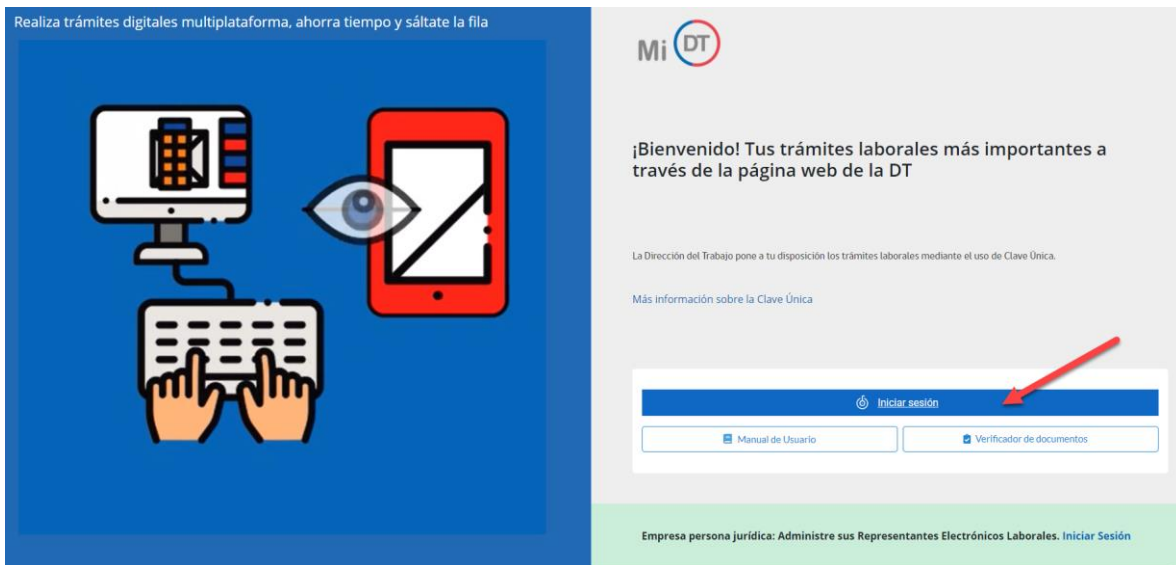 Realiza trámites digitales multiplataforma, ahorra tiempo y sáltate la fila
Mi DT
¡Bienvenido! Tus trámites laborales más importantes a
través de la página web de la DT
La Dirección del Trabajo pone a tu disposición los trámites laborales mediante el uso de Clave Única.
Más información sobre la Clave Única
Iniciar sesión
Manual de Usuario
Verificador de documentos
Empresa persona jurídica: Administre sus Representantes Electrónicos Laborales. Iniciar Sesión